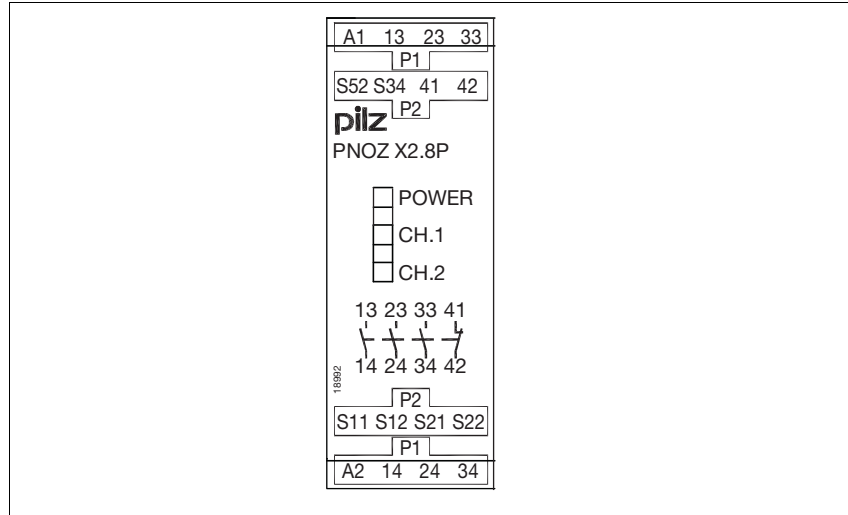 A1 13 23 33
P1
S52 S34 41 42
P2
pilz
PNOZ X2.8P
POWER
CH.1
CH.2
13 23 33 41
14 24 34 42
18992
P2
S11 S12 S21 S22
P1
A2 14 24 34